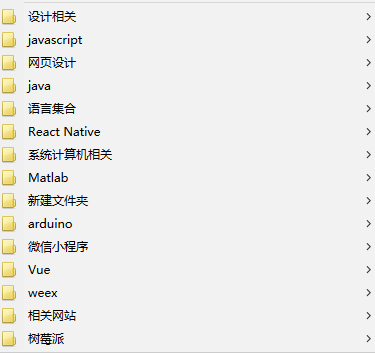 设计相关
javascript
网页设计
java
语言集合
React Native
系统计算机相关
Matlab
新建文件夹
arduino
微信小程序
Vue
weex
相关网站
树莓派